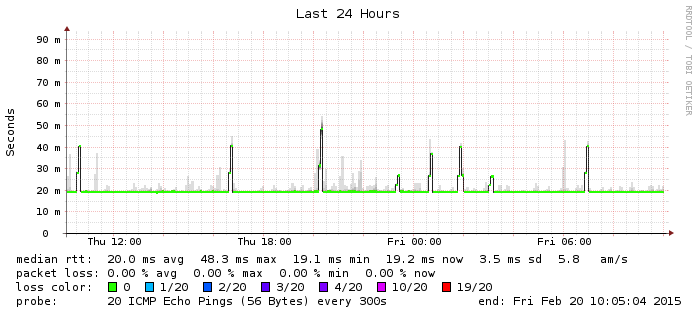 Last 24 Hours
RRDTOOL / TOBI OETIKER
Seconds
90 m
80 m
70 m
60 m
50 m
40 m
30 m
20 m
10 m
0
Thu 12:00 Thu 18:00 Fri 00:00 Fri 06:00
median rtt: 20.0 ms avg 48.3 ms max 19.1 ms min 19.2 ms now 3.5 ms sd 5.8 am/s
packet loss: 0.00 % avg 0.00 % max 0.00 % min 0.00 % now
loss color: 0 1/20 2/20 3/20 4/20 10/20 19/20
probe: 20 ICMP Echo Pings (56 Bytes) every 300s end: Fri Feb 20 10:05:04 2015